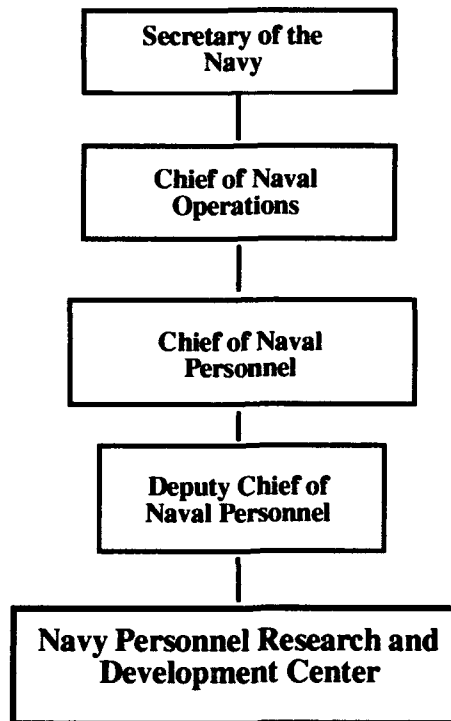 Secretary of the
Navy
Chief of Naval
Operations
Chief of Naval
Personnel
Deputy Chief of
Naval Personnel
Navy Personnel Research and
Development Center